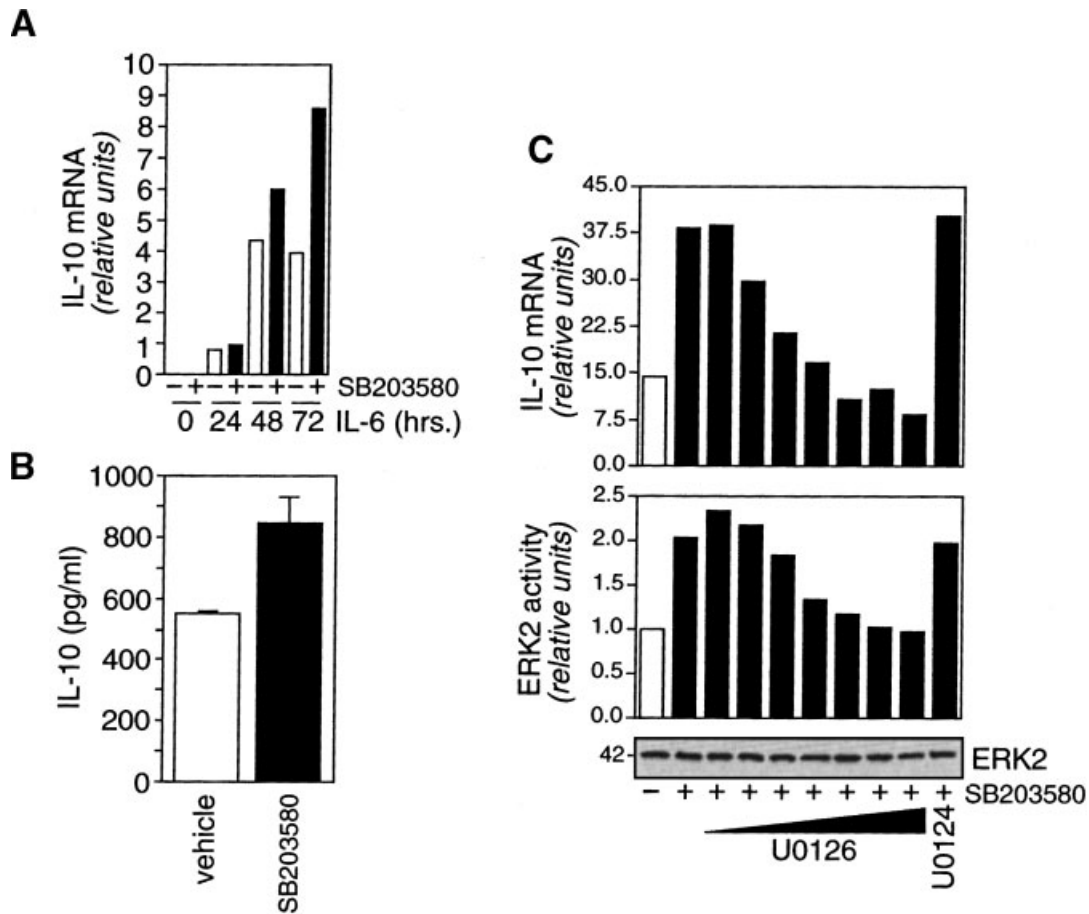 A
10
9
8
7
6
5
4
3
2
1
0
IL-10 mRNA
(relative units)
− + − + − + − + SB203580
0 24 48 72 IL-6 (hrs.)
B
1000
800
600
400
200
0
IL-10 (pg/ml)
vehicle
SB203580
C
45.0
37.5
30.0
22.5
15.0
7.5
0.0
IL-10 mRNA
(relative units)
2.5
2.0
1.5
1.0
0.5
0.0
ERK2 activity
(relative units)
42 ERK2
− + + + + + + + + + SB203580
U0126
U0124